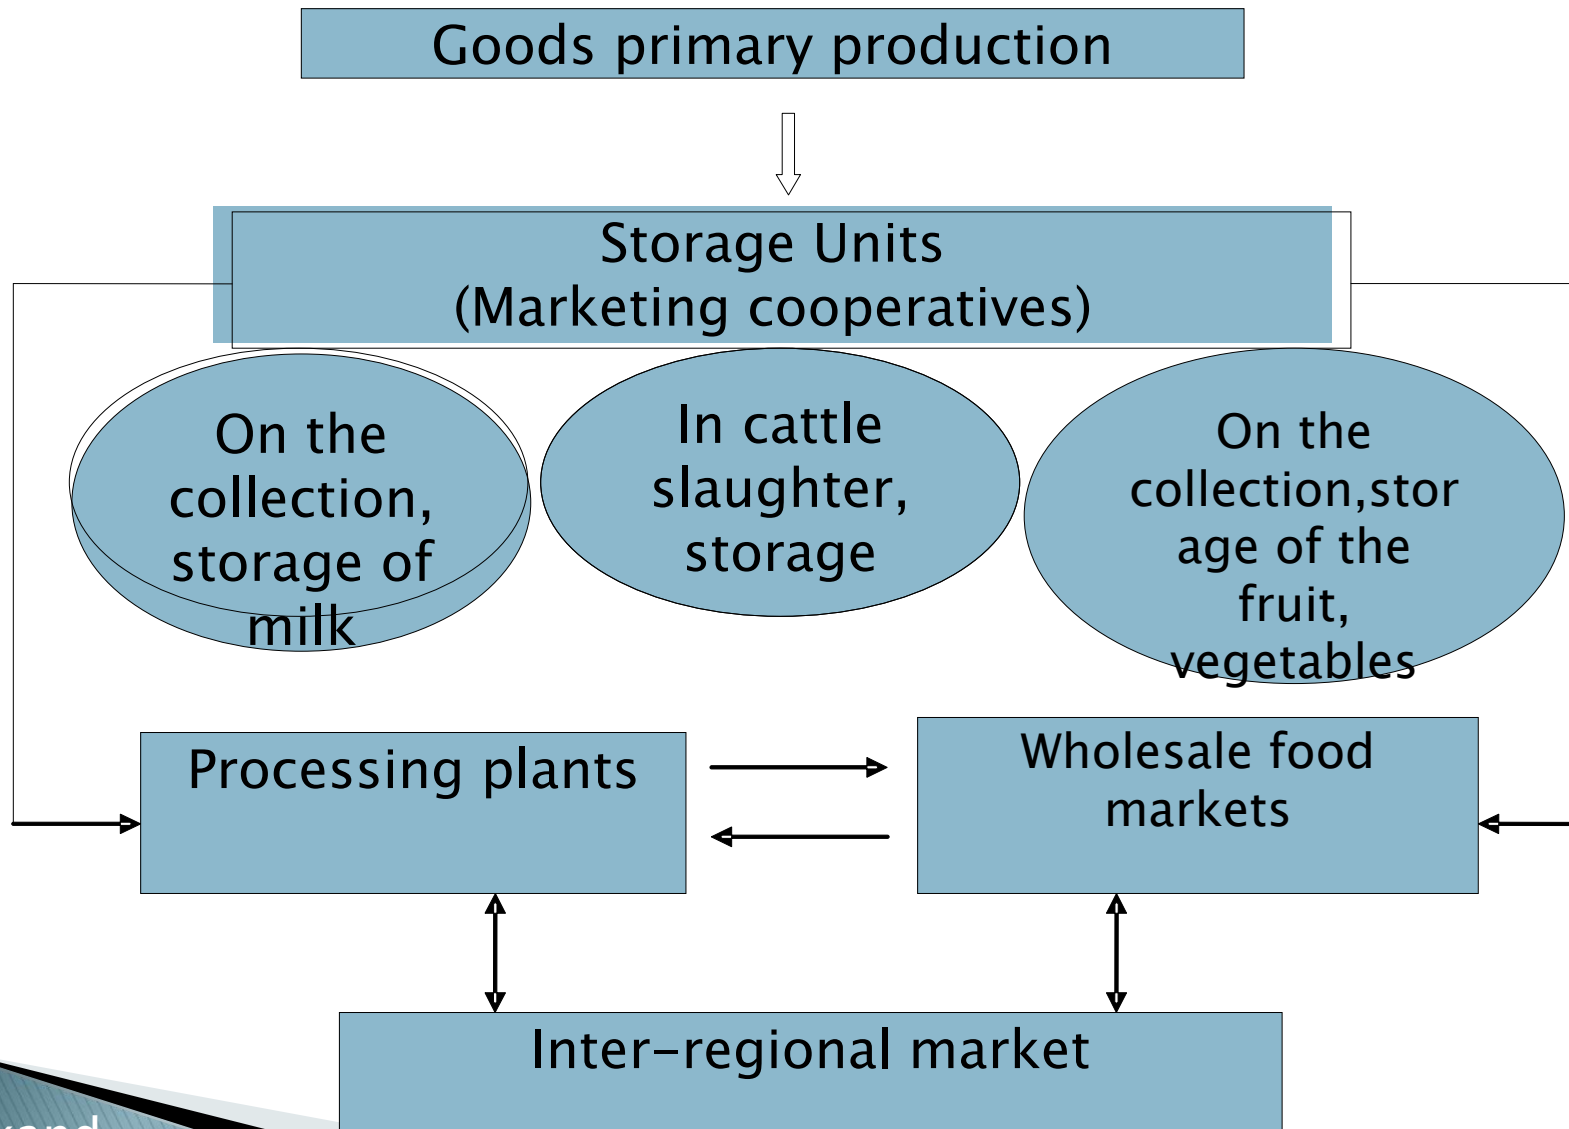 Goods primary production
Storage Units
(Marketing cooperatives)
On the
collection,
storage of
milk
In cattle
slaughter,
storage
On the
collection,stor
age of the
fruit,
vegetables
Processing plants
Wholesale food
markets
Inter-regional market